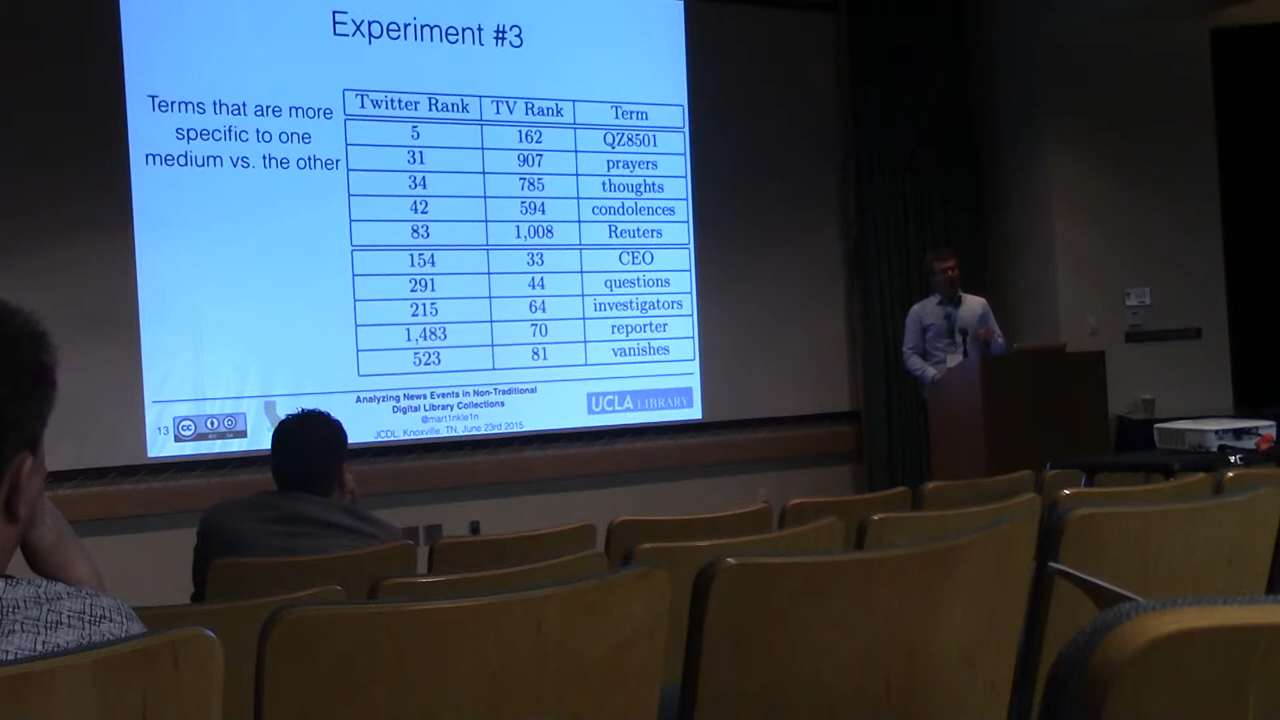 Experiment #3
Terms that are more
specific to one
medium vs. the other
Twitter Rank TV Rank Term
5 162 QZ8501
31 907 prayers
34 785 thoughts
42 594 condolences
83 1,008 Reuters
154 33 CEO
291 44 questions
215 64 investigators
1,483 70 reporter
523 81 vanishes
Analyzing News Events in Non-Traditional
Digital Library Collections
@mart1nkle1n
JCDL, Knoxville, TN, June 23rd 2015
13
cc
BY
UCLA LIBRARY